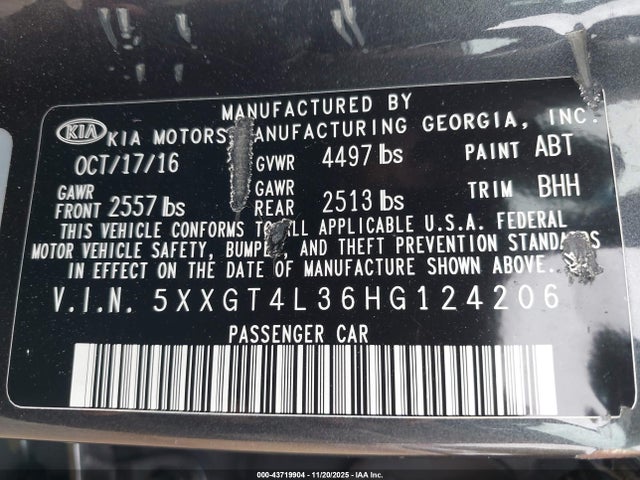 MANUFACTURED BY
KIA KIA MOTORS MANUFACTURING GEORGIA, INC.
OCT/17/16 GVWR 4497 lbs PAINT ABT
GAWR FRONT 2557 lbs GAWR REAR 2513 lbs TRIM BHH
THIS VEHICLE CONFORMS TO ALL APPLICABLE U.S.A. FEDERAL
MOTOR VEHICLE SAFETY, BUMPER, AND THEFT PREVENTION STANDARDS
IN EFFECT ON THE DATE OF MANUFACTURE SHOWN ABOVE.
V.I.N. 5XXGT4L36HG124206
PASSENGER CAR
000-43719904 - 11/20/2025 - IAA Inc.